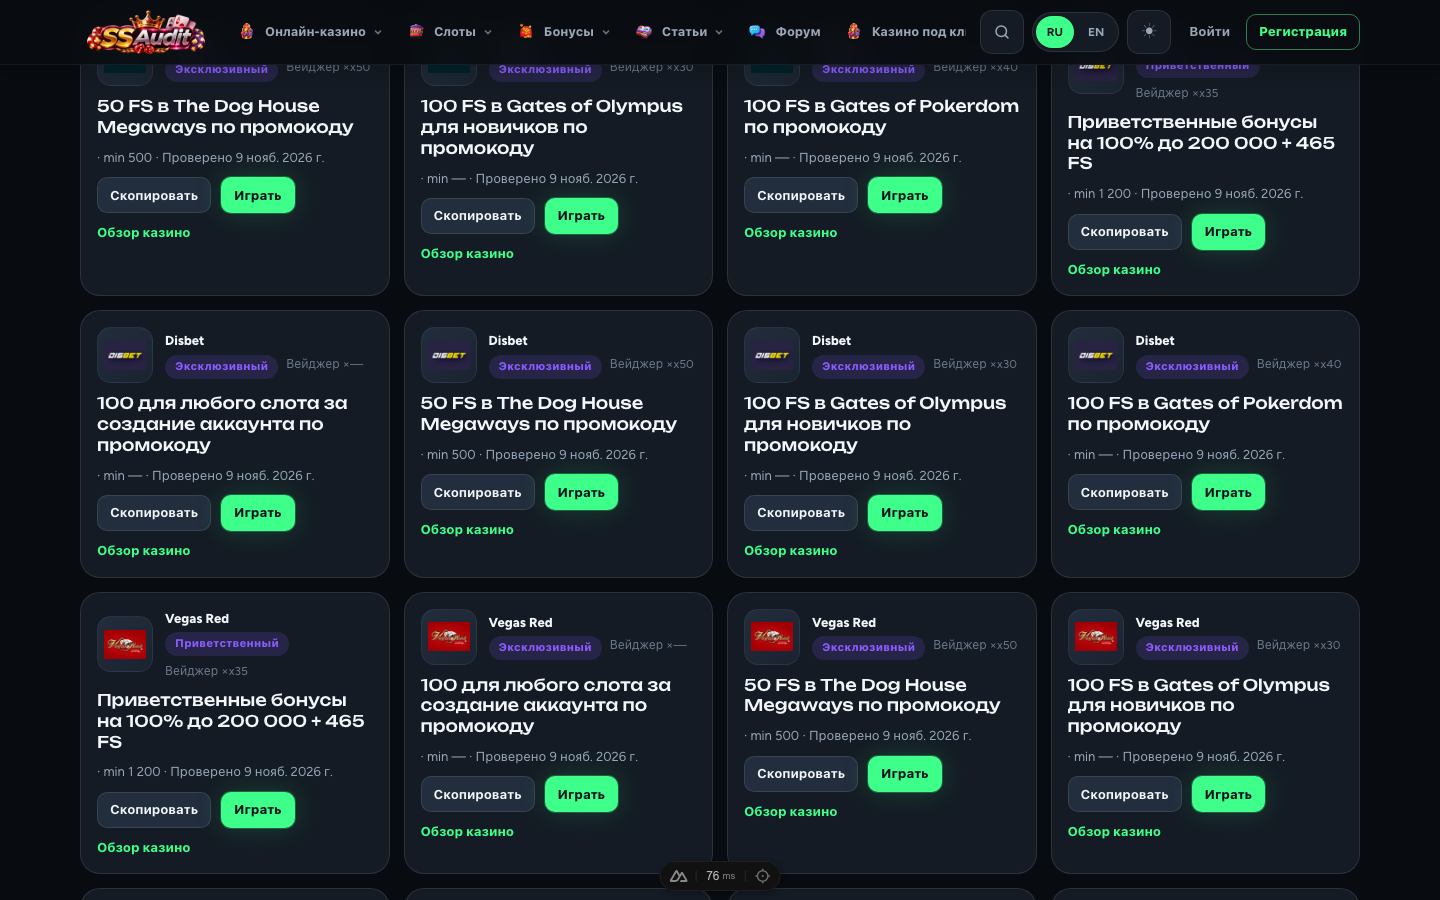 SSAudit
Онлайн-казино
Слоты
Бонусы
Статьи
Форум
Казино под кл
RU
EN
Войти
Регистрация
Эксклюзивный
Вейджер ×x50
50 FS в The Dog House
Megaways по промокоду
· min 500 · Проверено 9 нояб. 2026 г.
Скопировать
Играть
Обзор казино
Эксклюзивный
Вейджер ×x30
100 FS в Gates of Olympus
для новичков по
промокоду
· min — · Проверено 9 нояб. 2026 г.
Скопировать
Играть
Обзор казино
Эксклюзивный
Вейджер ×x40
100 FS в Gates of Pokerdom
по промокоду
· min — · Проверено 9 нояб. 2026 г.
Скопировать
Играть
Обзор казино
DISBET
Приветственный
Вейджер ×x35
Приветственные бонусы
на 100% до 200 000 + 465
FS
· min 1 200 · Проверено 9 нояб. 2026 г.
Скопировать
Играть
Обзор казино
DISBET
Disbet
Эксклюзивный
Вейджер ×—
100 для любого слота за
создание аккаунта по
промокоду
· min — · Проверено 9 нояб. 2026 г.
Скопировать
Играть
Обзор казино
DISBET
Disbet
Эксклюзивный
Вейджер ×x50
50 FS в The Dog House
Megaways по промокоду
· min 500 · Проверено 9 нояб. 2026 г.
Скопировать
Играть
Обзор казино
DISBET
Disbet
Эксклюзивный
Вейджер ×x30
100 FS в Gates of Olympus
для новичков по
промокоду
· min — · Проверено 9 нояб. 2026 г.
Скопировать
Играть
Обзор казино
DISBET
Disbet
Эксклюзивный
Вейджер ×x40
100 FS в Gates of Pokerdom
по промокоду
· min — · Проверено 9 нояб. 2026 г.
Скопировать
Играть
Обзор казино
Vegas Red
Приветственный
Вейджер ×x35
Приветственные бонусы
на 100% до 200 000 + 465
FS
· min 1 200 · Проверено 9 нояб. 2026 г.
Скопировать
Играть
Обзор казино
Vegas Red
Эксклюзивный
Вейджер ×—
100 для любого слота за
создание аккаунта по
промокоду
· min — · Проверено 9 нояб. 2026 г.
Скопировать
Играть
Обзор казино
Vegas Red
Эксклюзивный
Вейджер ×x50
50 FS в The Dog House
Megaways по промокоду
· min 500 · Проверено 9 нояб. 2026 г.
Скопировать
Играть
Обзор казино
Vegas Red
Эксклюзивный
Вейджер ×x30
100 FS в Gates of Olympus
для новичков по
промокоду
· min — · Проверено 9 нояб. 2026 г.
Скопировать
Играть
Обзор казино
76 ms